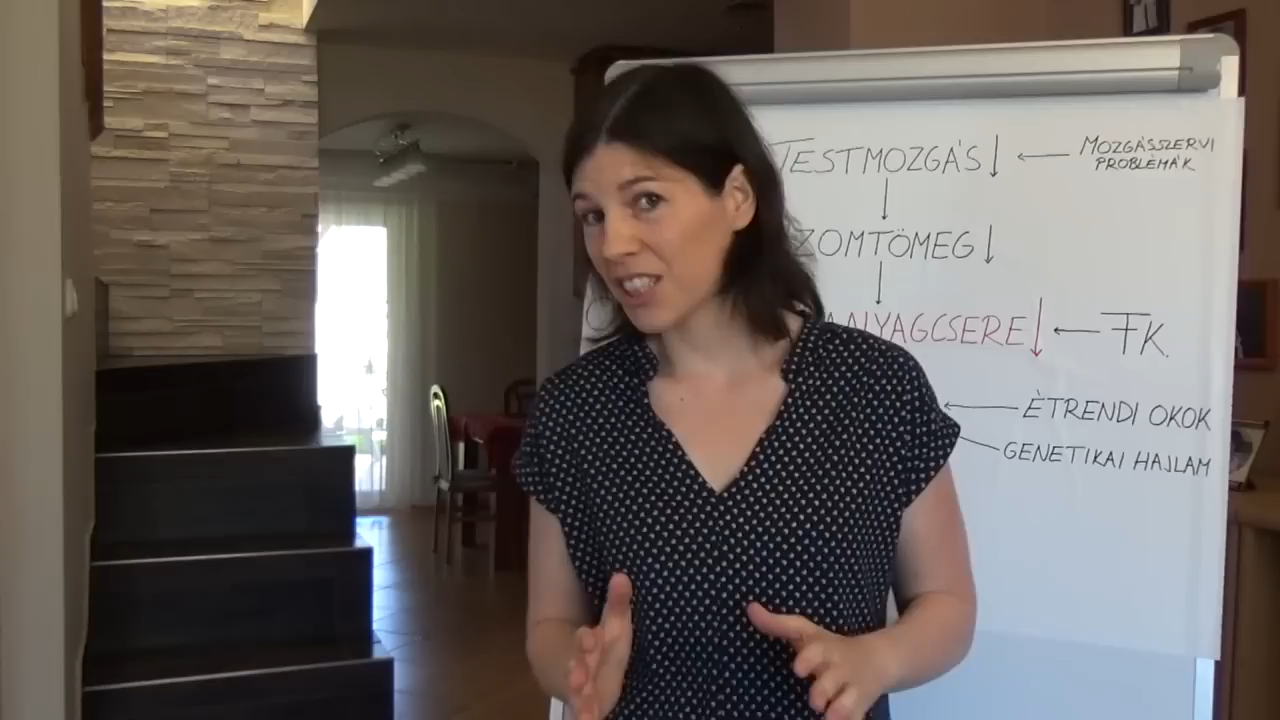 TESTMOZGÁS↓ ← MOZGÁSSZERVI
PROBLÉMÁK
ZOMTÖMEG↓
ANYAGCSERE↓ ← FK.
← ÉTRENDI OKOK
GENETIKAI HAJLAM